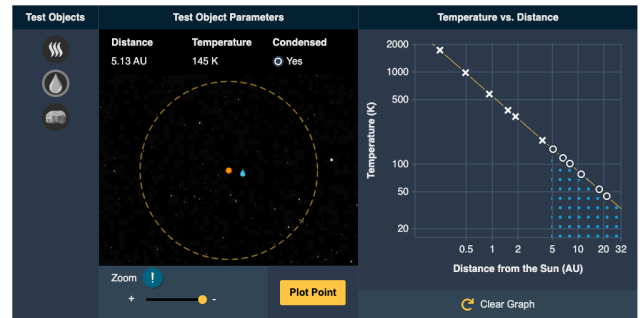 Test Objects
Test Object Parameters
Distance Temperature Condensed
5.13 AU 145 K Yes
Zoom !
+ -
Plot Point
Temperature vs. Distance
Temperature (K)
2000
1000
500
100
50
20
0.5 1 2 5 10 20 32
Distance from the Sun (AU)
Clear Graph